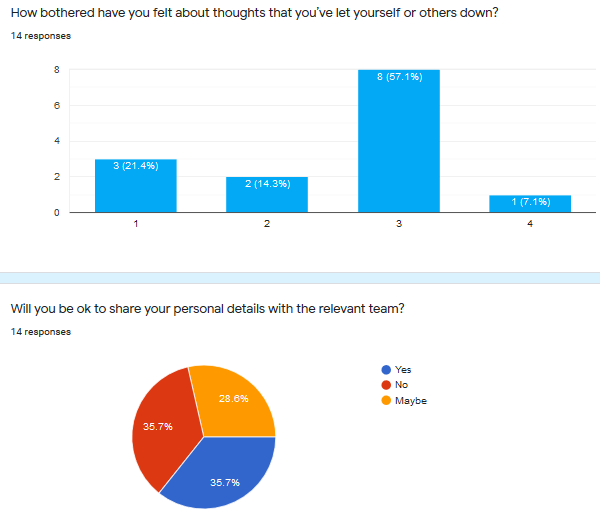 How bothered have you felt about thoughts that you've let yourself or others down?
14 responses
8
6
4
2
0
3 (21.4%)
2 (14.3%)
8 (57.1%)
1 (7.1%)
1 2 3 4
Will you be ok to share your personal details with the relevant team?
14 responses
28.6%
35.7%
35.7%
Yes
No
Maybe